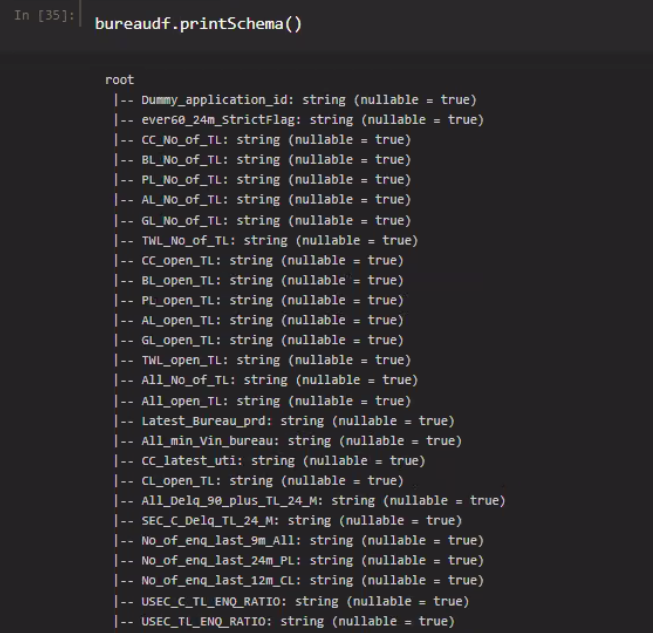 In [35]:
bureaudf.printSchema()
root
|-- Dummy_application_id: string (nullable = true)
|-- ever60_24m_StrictFlag: string (nullable = true)
|-- CC_No_of_TL: string (nullable = true)
|-- BL_No_of_TL: string (nullable = true)
|-- PL_No_of_TL: string (nullable = true)
|-- AL_No_of_TL: string (nullable = true)
|-- GL_No_of_TL: string (nullable = true)
|-- TWL_No_of_TL: string (nullable = true)
|-- CC_open_TL: string (nullable = true)
|-- BL_open_TL: string (nullable = true)
|-- PL_open_TL: string (nullable = true)
|-- AL_open_TL: string (nullable = true)
|-- GL_open_TL: string (nullable = true)
|-- TWL_open_TL: string (nullable = true)
|-- All_No_of_TL: string (nullable = true)
|-- All_open_TL: string (nullable = true)
|-- Latest_Bureau_prd: string (nullable = true)
|-- All_min_Vin_bureau: string (nullable = true)
|-- CC_latest_uti: string (nullable = true)
|-- CL_open_TL: string (nullable = true)
|-- All_Delq_90_plus_TL_24_M: string (nullable = true)
|-- SEC_C_Delq_TL_24_M: string (nullable = true)
|-- No_of_enq_last_9m_All: string (nullable = true)
|-- No_of_enq_last_24m_PL: string (nullable = true)
|-- No_of_enq_last_12m_CL: string (nullable = true)
|-- USEC_C_TL_ENQ_RATIO: string (nullable = true)
|-- USEC_TL_ENQ_RATIO: string (nullable = true)